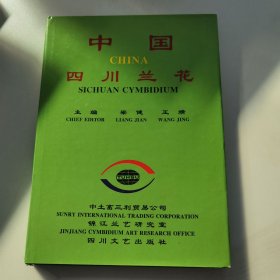 中国
CHINA
四川兰花
SICHUAN CYMBIDIUM
主编 梁健 王瑜
CHIEF EDITOR LIANG JIAN WANG JING
中土畜三利贸易公司
SUNRY INTERNATIONAL TRADING CORPORATION
锦江兰艺研究室
JINJIANG CYMBIDIUM ART RESEARCH OFFICE
四川文艺出版社